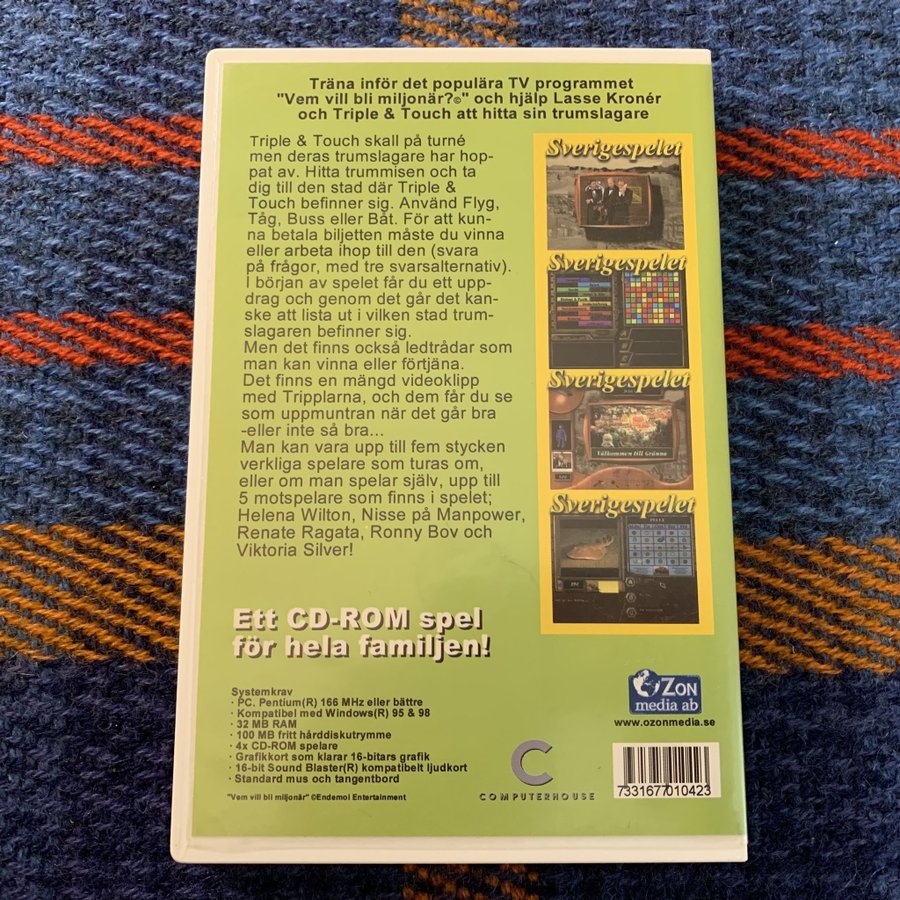 Träna inför det populära TV programmet
"Vem vill bli miljonär?©" och hjälp Lasse Kronér
och Triple & Touch att hitta sin trumslagare
Triple & Touch skall på turné
men deras trumslagare har hop-
pat av. Hitta trummisen och ta
dig till den stad där Triple &
Touch befinner sig. Använd Flyg,
Tåg, Buss eller Båt. För att kun-
na betala biljetten måste du vinna
eller arbeta ihop till den (svara
på frågor, med tre svarsalternativ).
I början av spelet får du ett upp-
drag och genom det går det kan-
ske att lista ut i vilken stad trum-
slagaren befinner sig.
Men det finns också ledtrådar som
man kan vinna eller förtjäna.
Det finns en mängd videoklipp
med Tripplarna, och dem får du se
som uppmuntran när det går bra
-eller inte så bra...
Man kan vara upp till fem stycken
verkliga spelare som turas om,
eller om man spelar själv, upp till
5 motspelare som finns i spelet;
Helena Wilton, Nisse på Manpower,
Renate Ragata, Ronny Bov och
Viktoria Silver!
Sverigespelet
Sverigespelet
Sverigespelet
Välkommen till Gränna
Sverigespelet
Ett CD-ROM spel
för hela familjen!
Systemkrav
· PC. Pentium(R) 166 MHz eller bättre
· Kompatibel med Windows(R) 95 & 98
· 32 MB RAM
· 100 MB fritt hårddiskutrymme
· 4x CD-ROM spelare
· Grafikkort som klarar 16-bitars grafik
· 16-bit Sound Blaster(R) kompatibelt ljudkort
· Standard mus och tangentbord
"Vem vill bli miljonär" ©Endemol Entertainment
C
COMPUTERHOUSE
OZON
media ab
www.ozonmedia.se
7331677010423